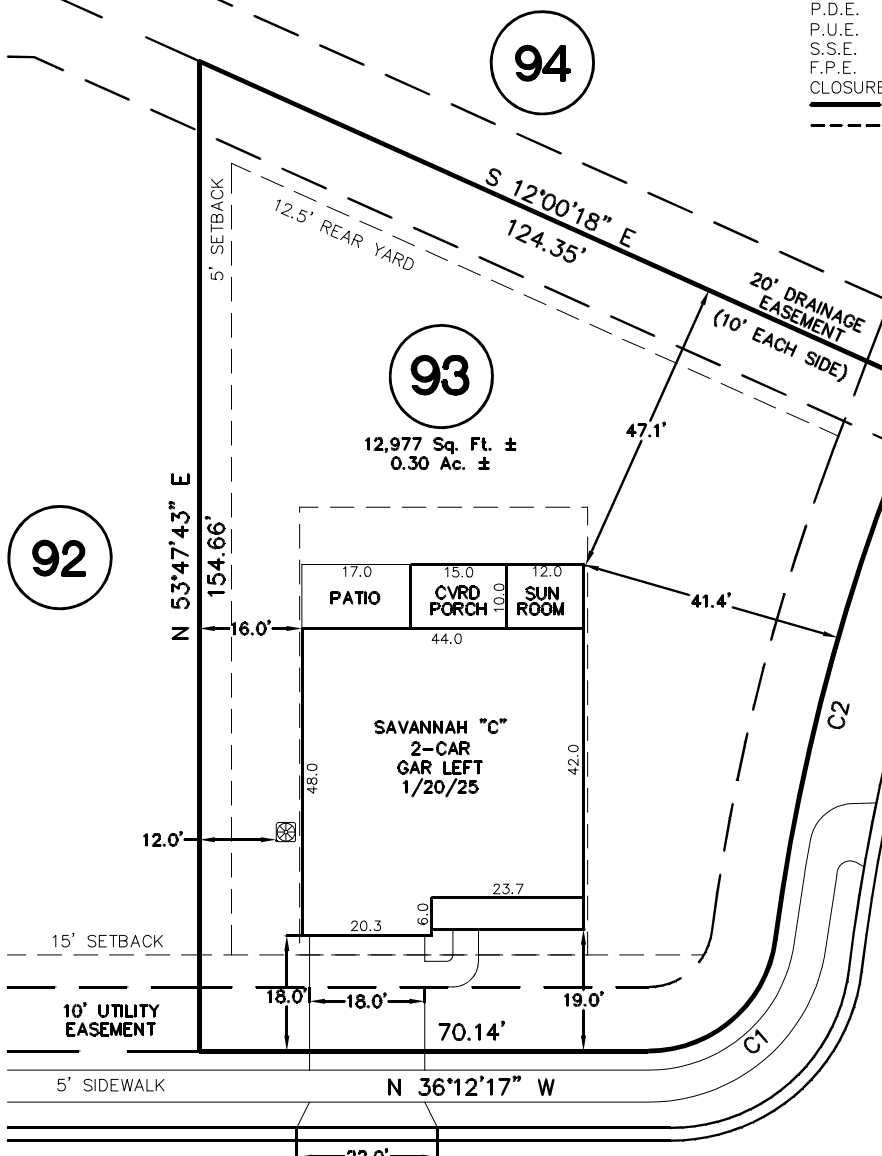 P.D.E.
P.U.E.
S.S.E.
F.P.E.
CLOSURE
94
S 12°00'18" E
124.35'
5' SETBACK
12.5' REAR YARD
20' DRAINAGE
EASEMENT
(10' EACH SIDE)
93
12,977 Sq. Ft. ±
0.30 Ac. ±
47.1'
92
N 53°47'43" E
154.66'
17.0
15.0
12.0
PATIO
CVRD
PORCH
10.0
SUN
ROOM
41.4'
16.0'
44.0
C2
SAVANNAH "C"
2-CAR
GAR LEFT
1/20/25
48.0
42.0
12.0'
23.7
6.0
20.3
15' SETBACK
18.0'
18.0'
19.0'
10' UTILITY
EASEMENT
70.14'
C1
5' SIDEWALK
N 36°12'17" W